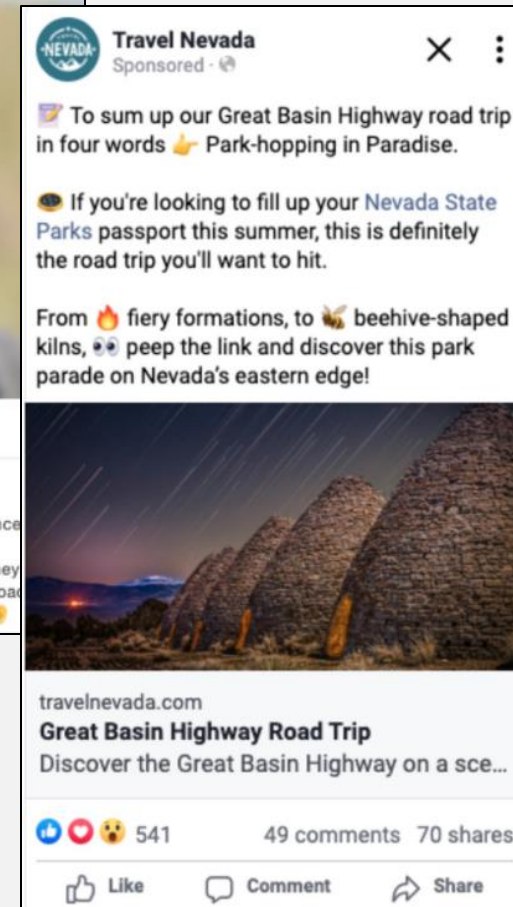 NEVADA
Travel Nevada
Sponsored ·
To sum up our Great Basin Highway road trip
in four words 👉 Park-hopping in Paradise.
If you're looking to fill up your Nevada State
Parks passport this summer, this is definitely
the road trip you'll want to hit.
From 🔥 fiery formations, to 🐝 beehive-shaped
kilns, 👀 peep the link and discover this park
parade on Nevada's eastern edge!
travelnevada.com
Great Basin Highway Road Trip
Discover the Great Basin Highway on a sce...
541 49 comments 70 shares
Like Comment Share